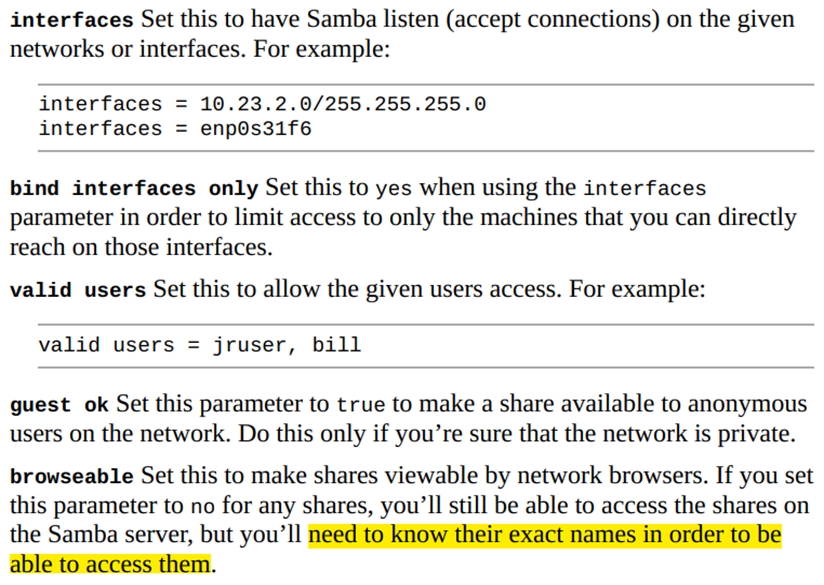 interfaces Set this to have Samba listen (accept connections) on the given
networks or interfaces. For example:
interfaces = 10.23.2.0/255.255.255.0
interfaces = enp0s31f6
bind interfaces only Set this to yes when using the interfaces
parameter in order to limit access to only the machines that you can directly
reach on those interfaces.
valid users Set this to allow the given users access. For example:
valid users = jruser, bill
guest ok Set this parameter to true to make a share available to anonymous
users on the network. Do this only if you’re sure that the network is private.
browseable Set this to make shares viewable by network browsers. If you set
this parameter to no for any shares, you’ll still be able to access the shares on
the Samba server, but you’ll need to know their exact names in order to be
able to access them.